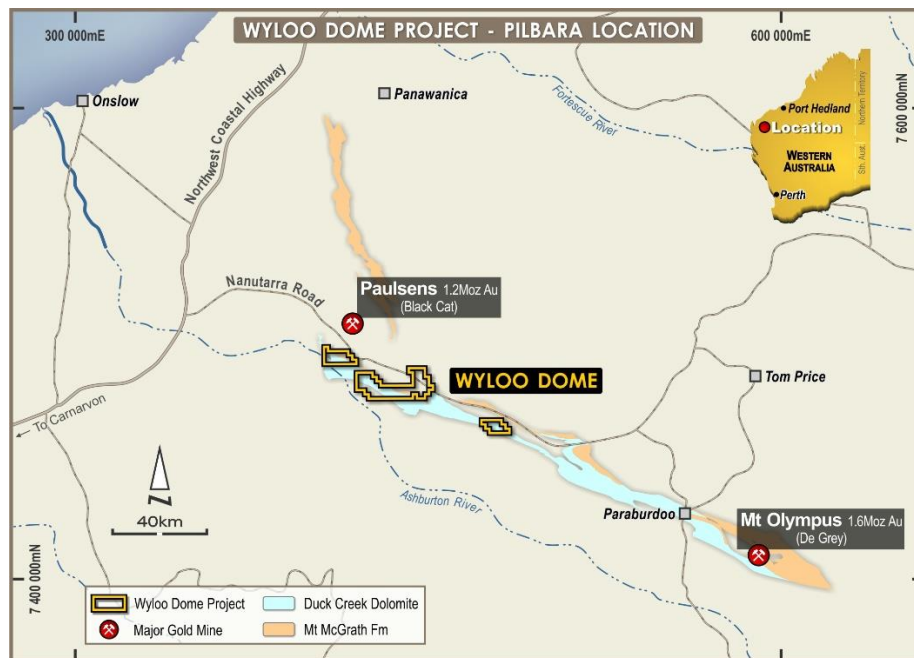 300 000mE
WYLOO DOME PROJECT - PILBARA LOCATION
600 000mE
Onslow
Panawanica
Northwest Coastal Highway
Fortescue River
7 600 000mN
Port Hedland
Location
WESTERN
AUSTRALIA
Perth
Northern Territory
Sth. Aust.
Nanutarra Road
Paulsens 1.2Moz Au
(Black Cat)
WYLOO DOME
Tom Price
To Carnarvon
N
40km
Ashburton River
Paraburdoo
Mt Olympus 1.6Moz Au
(De Grey)
7 400 000mN
Wyloo Dome Project
Duck Creek Dolomite
Major Gold Mine
Mt McGrath Fm